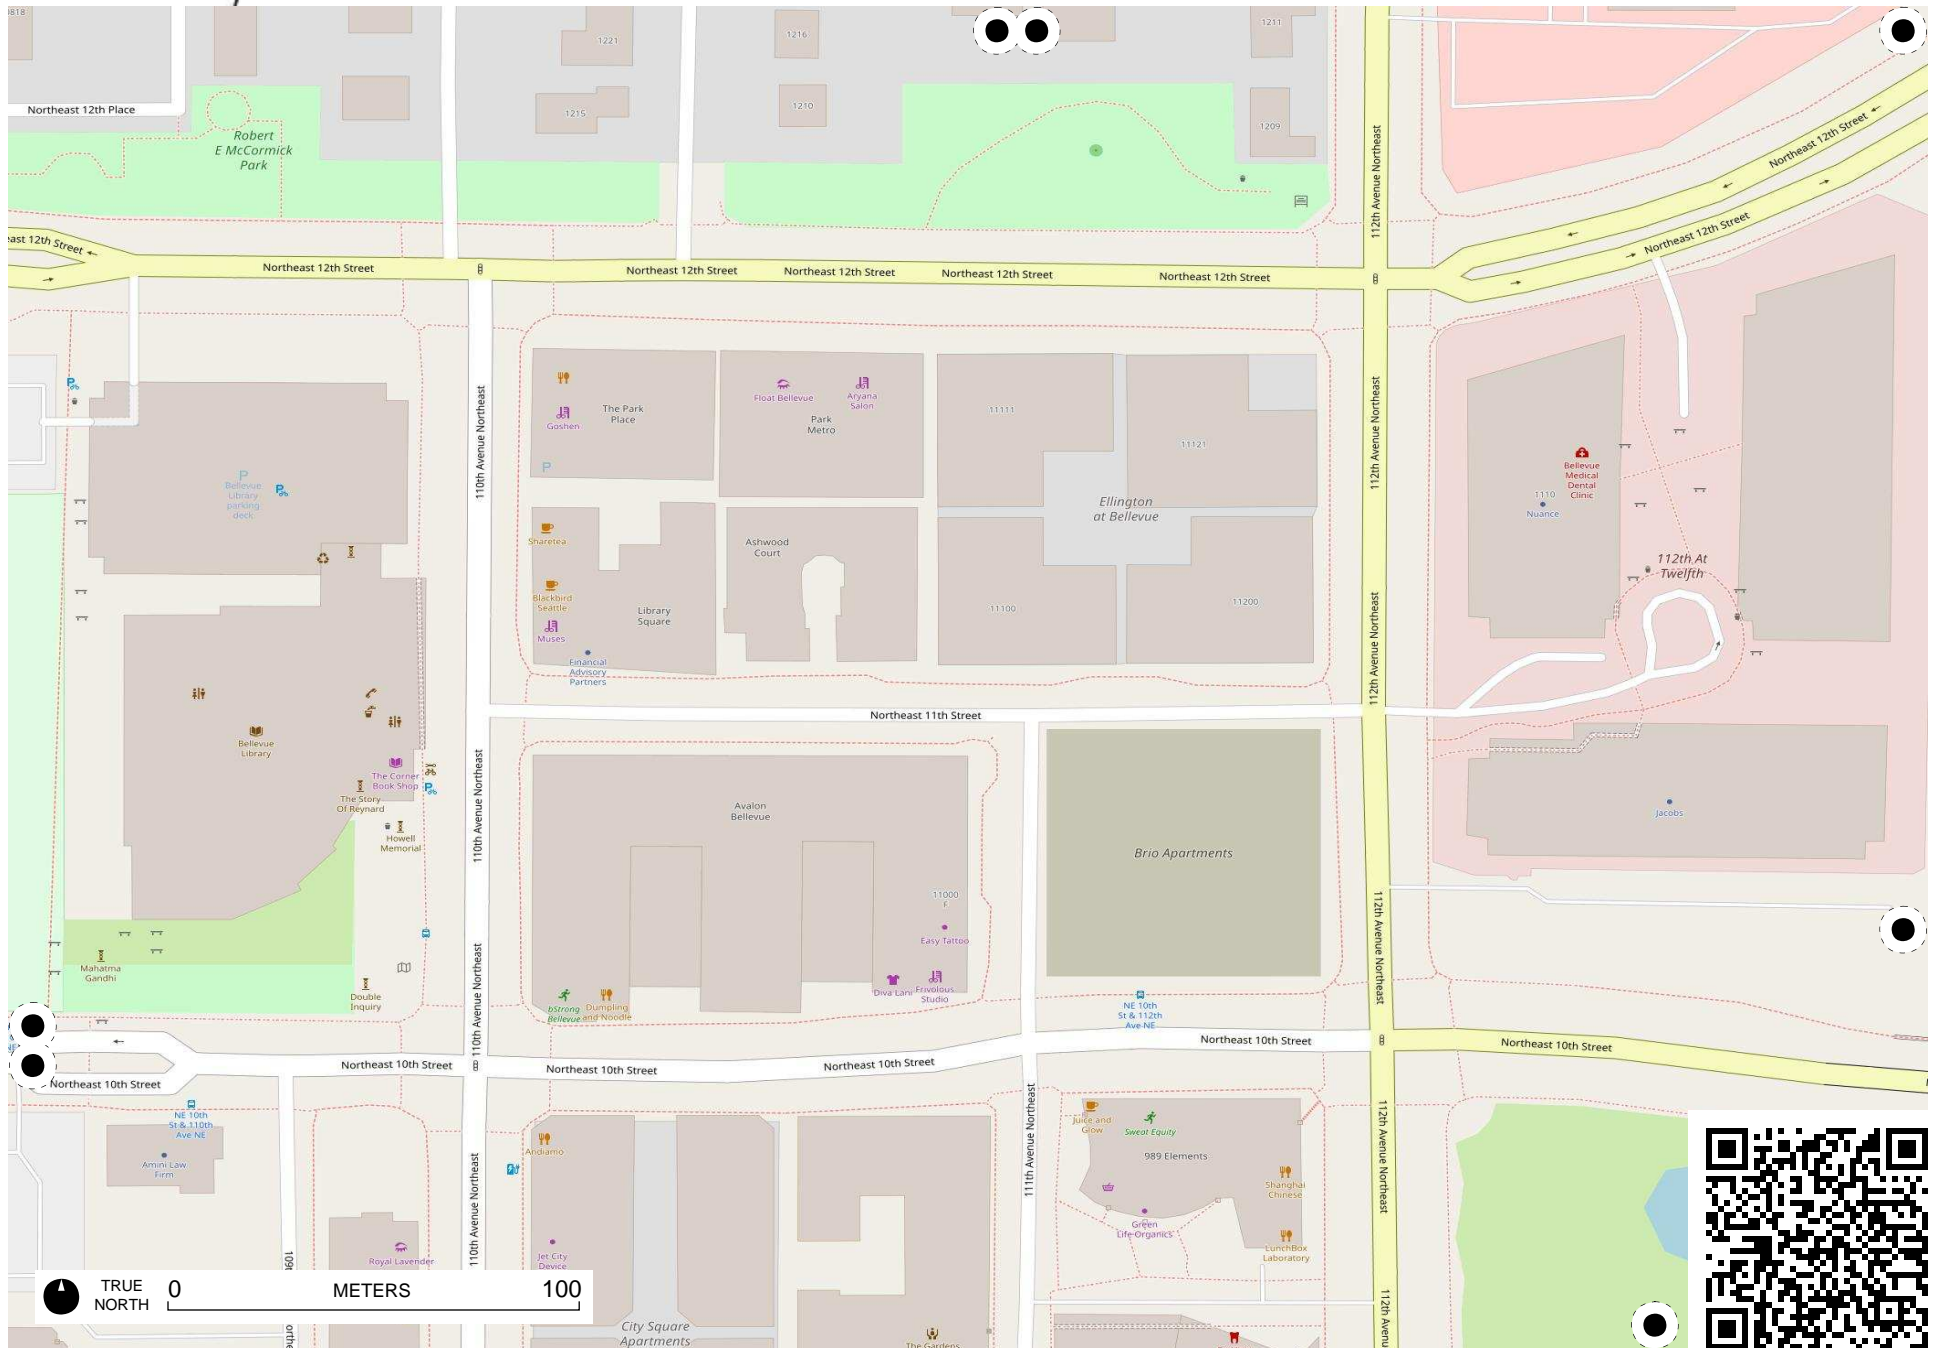 0818
1221
1216
1211
Northeast 12th Place
1215
1210
1209
Robert
E McCormick
Park
112th Avenue Northeast
Northeast 12th Street
Northeast 12th Street
east 12th Street
Northeast 12th Street
Northeast 12th Street
Northeast 12th Street
Northeast 12th Street
Northeast 12th Street
110th Avenue Northeast
Goshen
The Park
Place
P
Float Bellevue
Aryana
Salon
Park
Metro
11111
11121
112th Avenue Northeast
Bellevue
Medical
Dental
Clinic
1110
Nuance
P
Bellevue
Library
parking
deck
Ellington
at Bellevue
Sharetea
Ashwood
Court
112th At
Twelfth
Blackbird
Seattle
Muses
Library
Square
11100
11200
112th Avenue Northeast
Financial
Advisory
Partners
Northeast 11th Street
Bellevue
Library
The Corner
Book Shop
The Story
Of Reynard
Howell
Memorial
110th Avenue Northeast
Avalon
Bellevue
Brio Apartments
Jacobs
11000
F
Easy Tattoo
112th Avenue Northeast
Mahatma
Gandhi
Double
Inquiry
110th Avenue Northeast
bStrong
Bellevue
Dumpling
and Noodle
Diva Lani
Frivolous
Studio
NE 10th
St & 112th
Ave NE
Northeast 10th Street
Northeast 10th Street
Northeast 10th Street
Northeast 10th Street
Northeast 10th Street
Northeast 10th Street
NE 10th
St & 110th
Ave NE
Amini Law
Firm
Andiamo
110th Avenue Northeast
111th Avenue Northeast
Juice and
Glow
Sweat Equity
989 Elements
Shanghai
Chinese
Green
Life-Organics
LunchBox
Laboratory
112th Avenue Northeast
Royal Lavender
Jet City
Device
TRUE
NORTH
0
METERS
100
City Square
Apartments
The Gardens